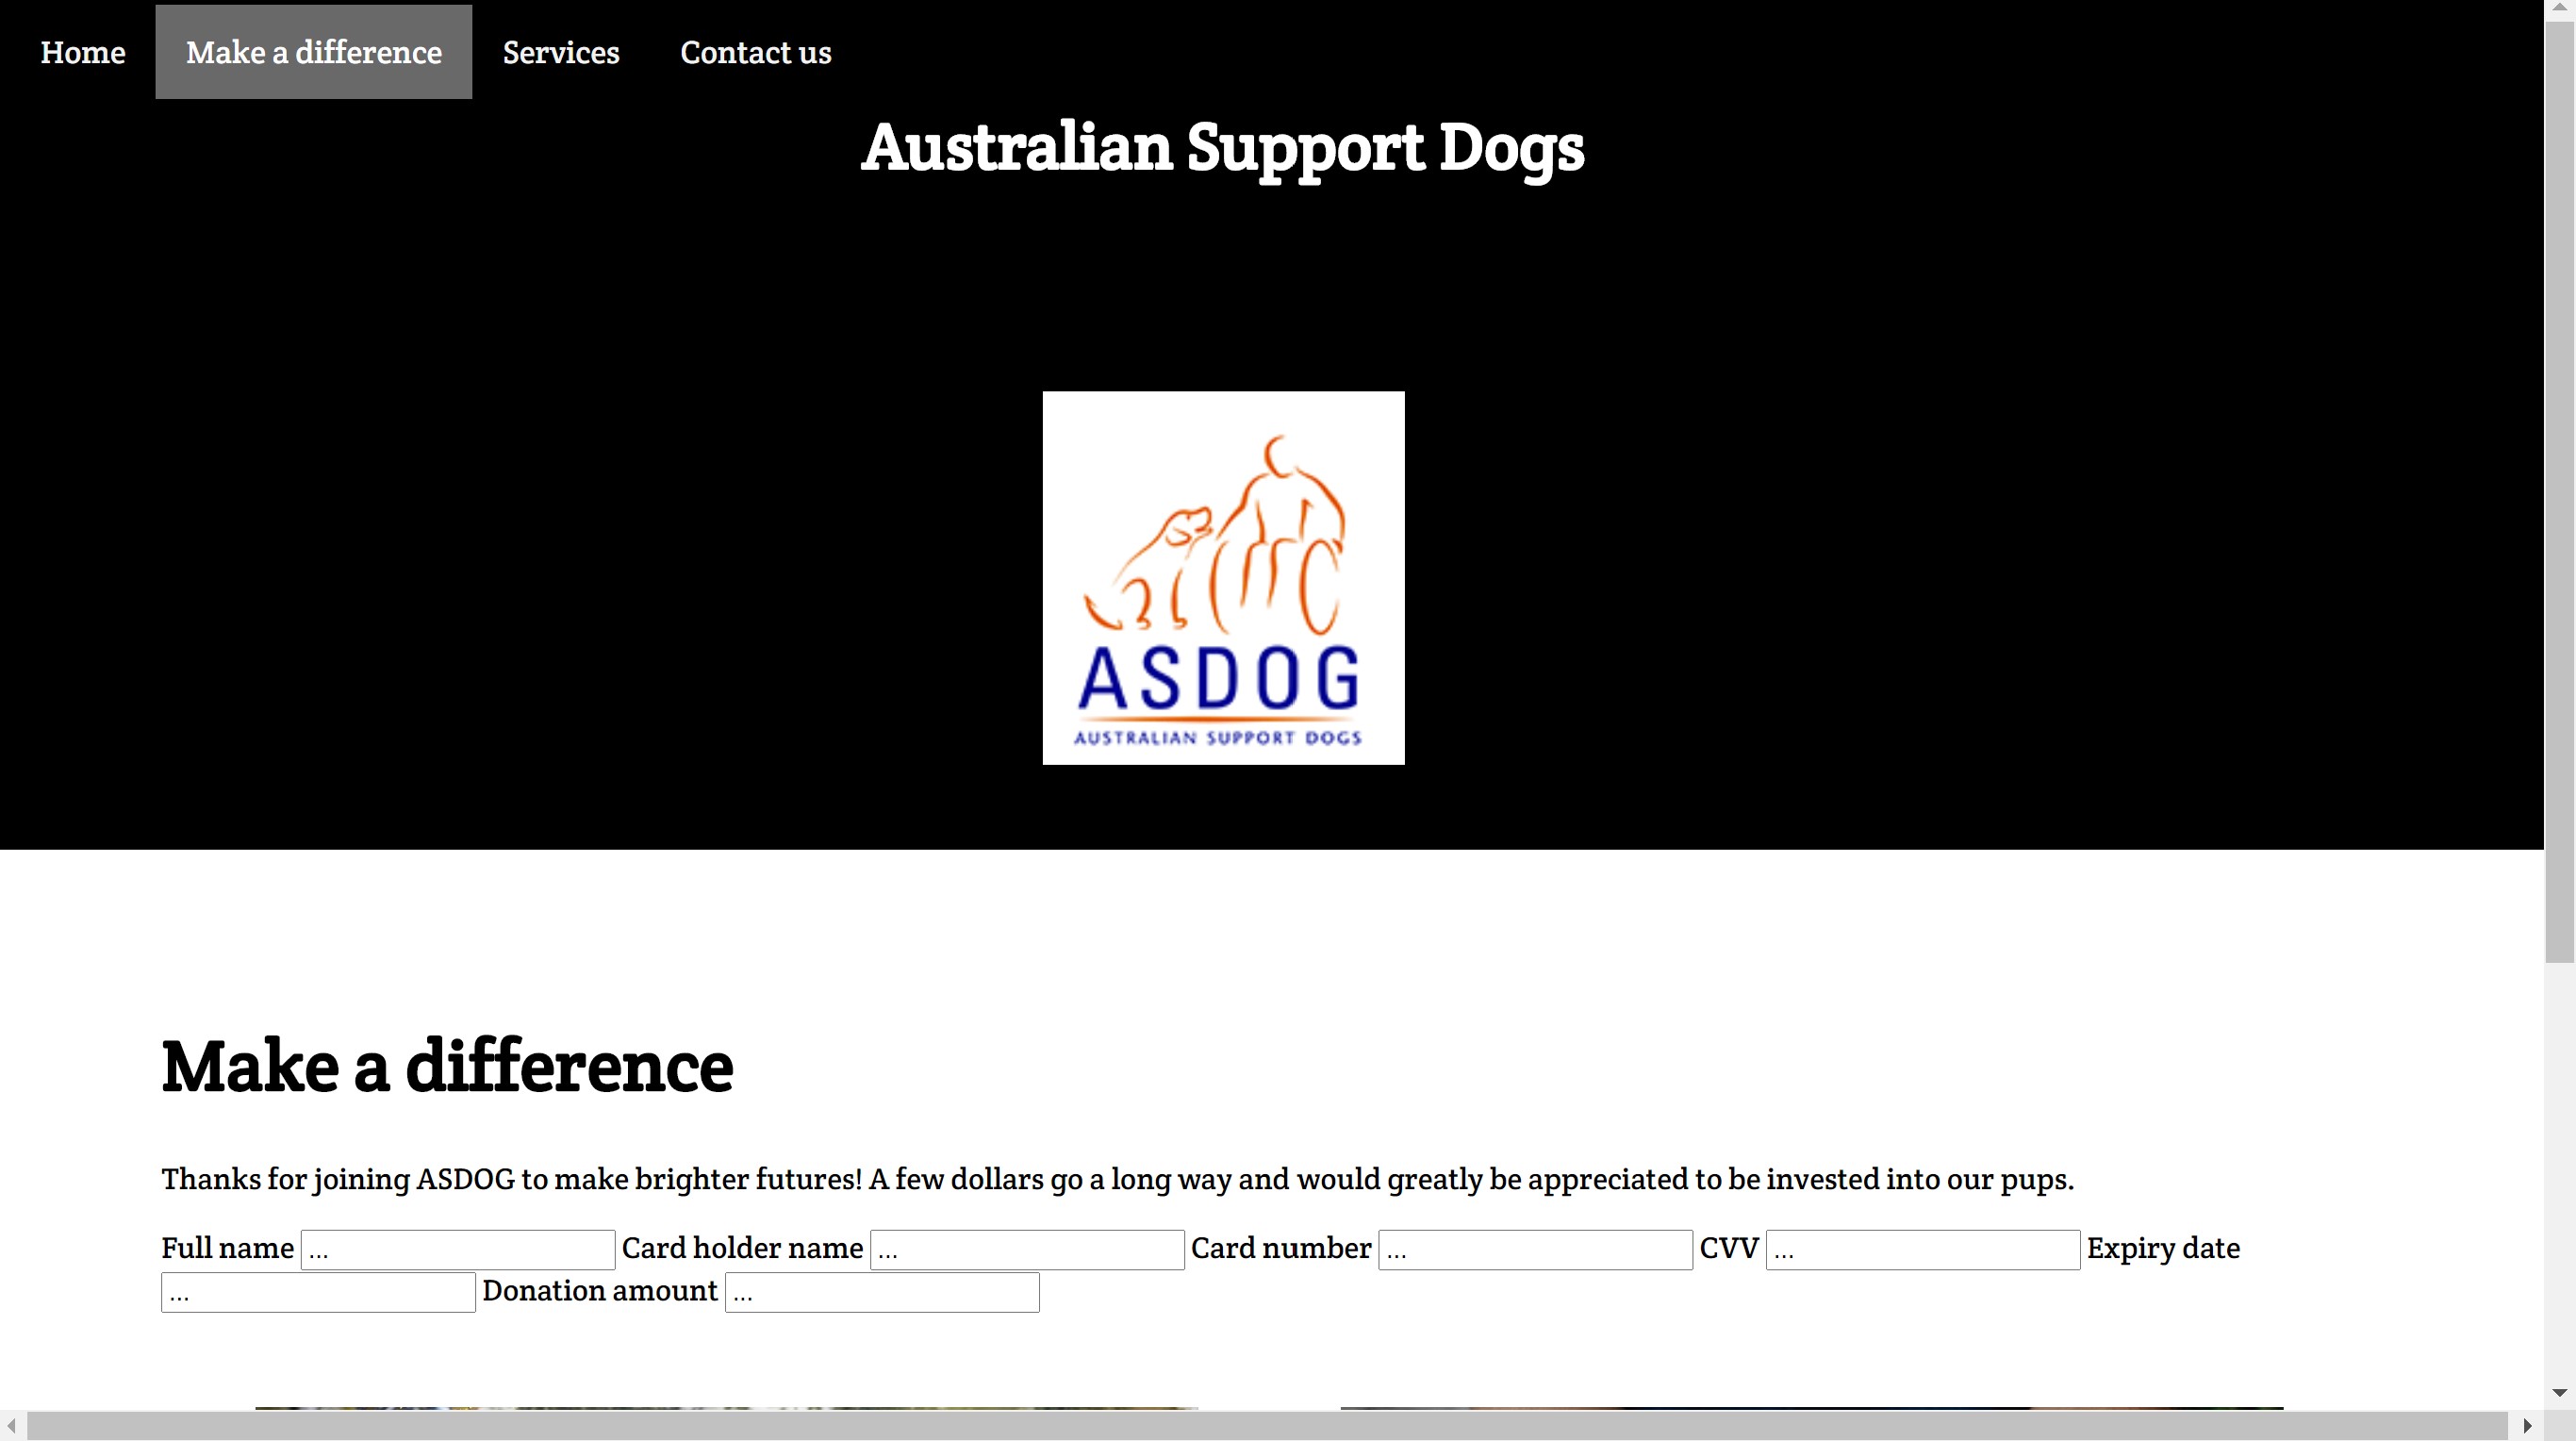 Home Make a difference Services Contact us
Australian Support Dogs
ASDOG
AUSTRALIAN SUPPORT DOGS
Make a difference
Thanks for joining ASDOG to make brighter futures! A few dollars go a long way and would greatly be appreciated to be invested into our pups.
Full name ... Card holder name ... Card number ... CVV ... Expiry date
... Donation amount ...